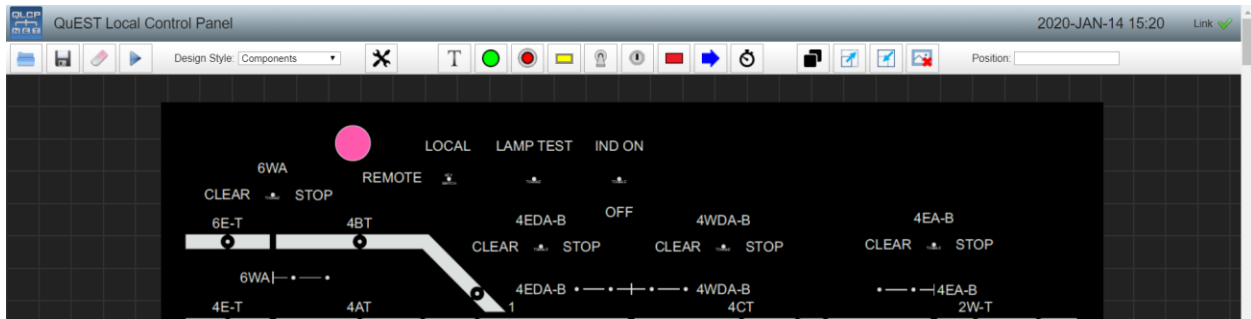 QLCP
NET
QuEST Local Control Panel
2020-JAN-14 15:20
Link
Design Style: Components
T
Position:
LOCAL LAMP TEST IND ON
6WA
REMOTE
CLEAR STOP
OFF
6E-T 4BT 4EDA-B 4WDA-B 4EA-B
CLEAR STOP CLEAR STOP CLEAR STOP
6WA
4EDA-B 4WDA-B 4EA-B
4E-T 4AT 1 4CT 2W-T